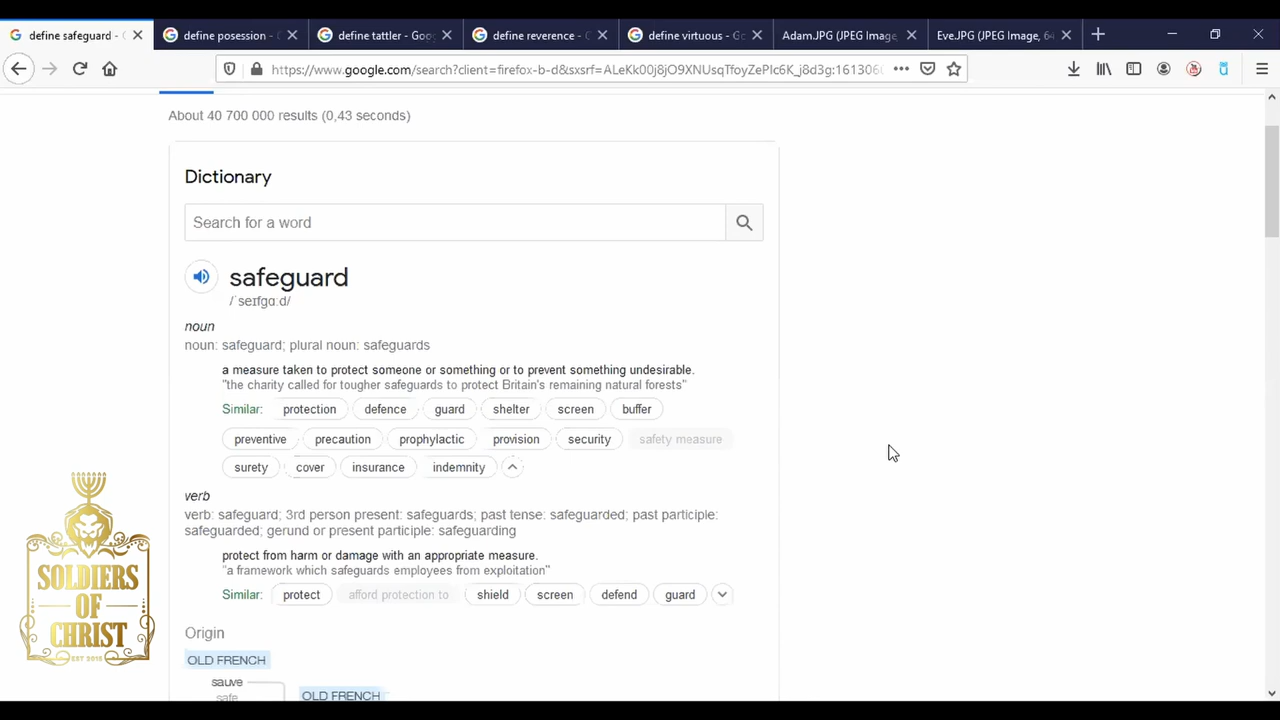 define safeguard - G
define posession - G
define tattler - Goog
define reverence - G
define virtuous - Go
Adam.JPG (JPEG Image,
Eve.JPG (JPEG Image, 64
https://www.google.com/search?client=firefox-b-d&sxsrf=ALeKk00j8jO9XNUsqTfoyZePIc6K_j8d3g:161306
About 40 700 000 results (0,43 seconds)
Dictionary
Search for a word
safeguard
/ˈseɪfɡɑːd/
noun
noun: safeguard; plural noun: safeguards
a measure taken to protect someone or something or to prevent something undesirable.
"the charity called for tougher safeguards to protect Britain's remaining natural forests"
Similar: protection defence guard shelter screen buffer
preventive precaution prophylactic provision security safety measure
surety cover insurance indemnity
verb
verb: safeguard; 3rd person present: safeguards; past tense: safeguarded; past participle:
safeguarded; gerund or present participle: safeguarding
protect from harm or damage with an appropriate measure.
"a framework which safeguards employees from exploitation"
Similar: protect afford protection to shield screen defend guard
Origin
OLD FRENCH
sauve
safe
OLD FRENCH
SOLDIERS
OF
CHRIST
EST 2015